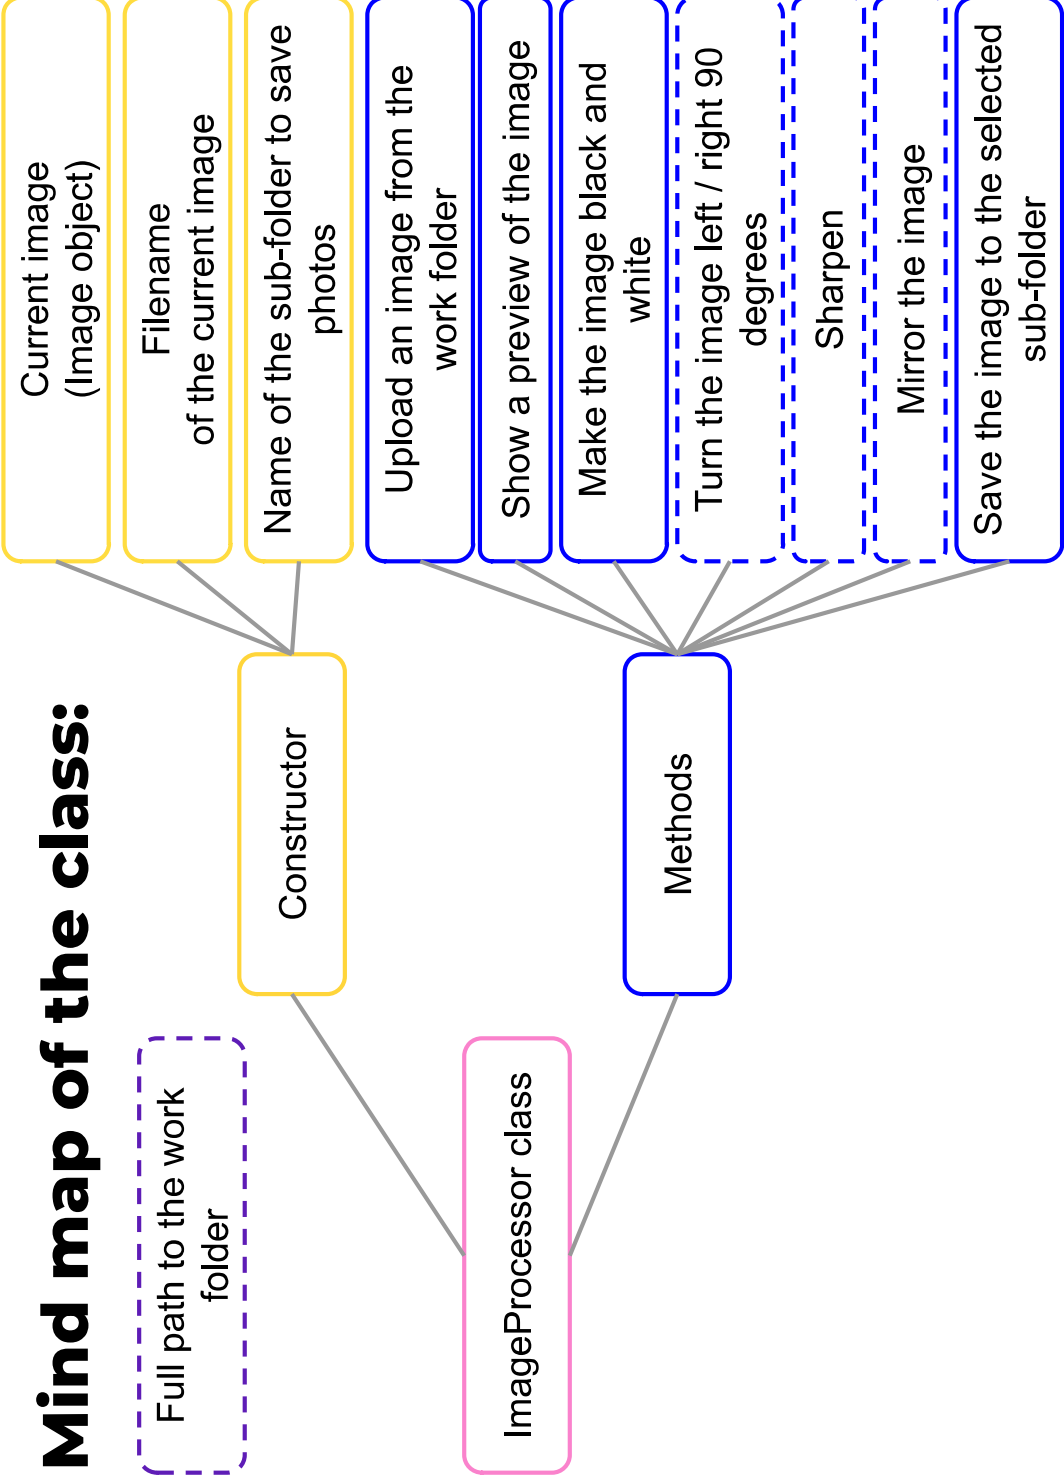 Mind map of the class:
Full path to the work
folder
ImageProcessor class
Constructor
Methods
Current image
(Image object)
Filename
of the current image
Name of the sub-folder to save
photos
Upload an image from the
work folder
Show a preview of the image
Make the image black and
white
Turn the image left / right 90
degrees
Sharpen
Mirror the image
Save the image to the selected
sub-folder